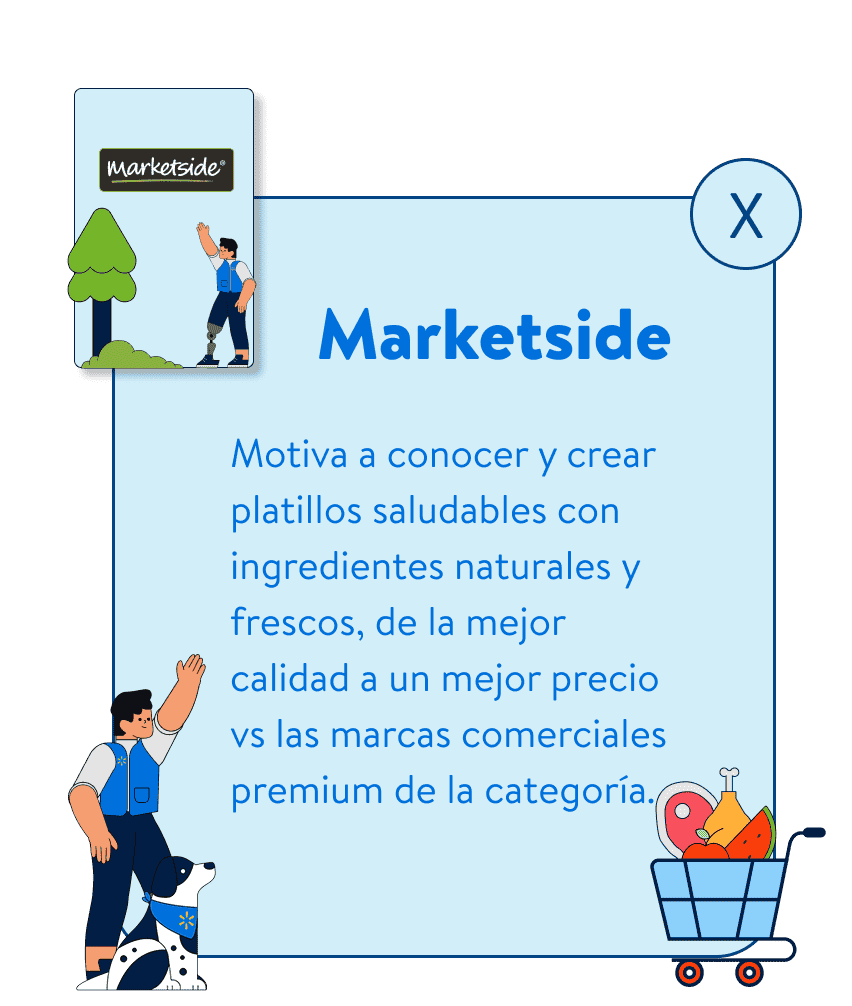 marketside®
X
Marketside
Motiva a conocer y crear
platillos saludables con
ingredientes naturales y
frescos, de la mejor
calidad a un mejor precio
vs las marcas comerciales
premium de la categoría.